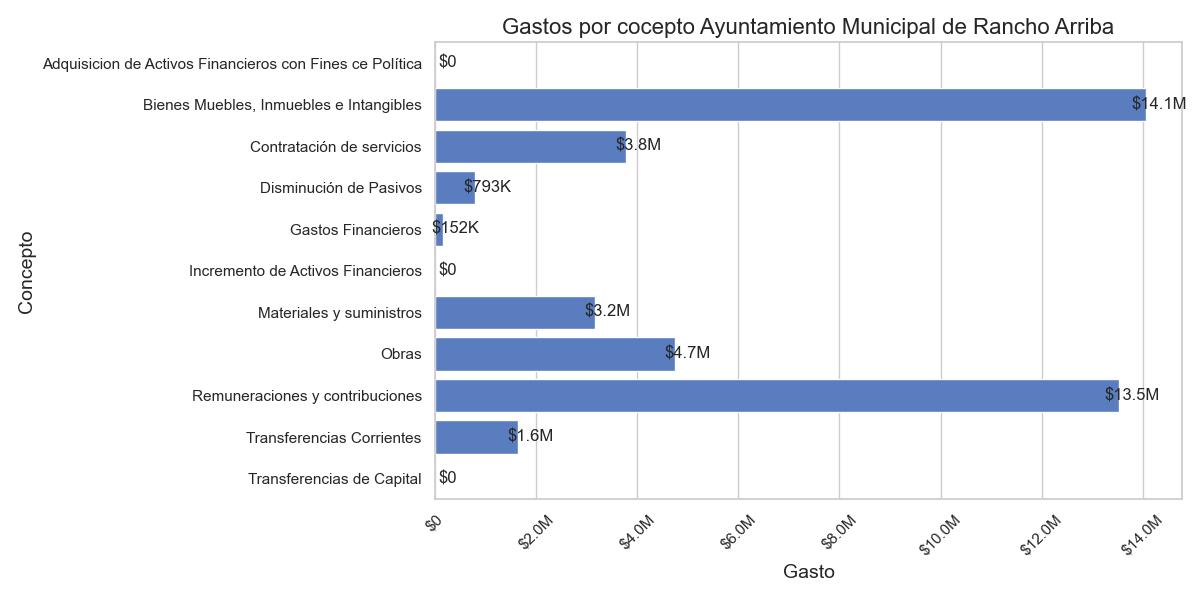 Gastos por cocepto Ayuntamiento Municipal de Rancho Arriba
Concepto
Adquisicion de Activos Financieros con Fines ce Política $0
Bienes Muebles, Inmuebles e Intangibles $14.1M
Contratación de servicios $3.8M
Disminución de Pasivos $793K
Gastos Financieros $152K
Incremento de Activos Financieros $0
Materiales y suministros $3.2M
Obras $4.7M
Remuneraciones y contribuciones $13.5M
Transferencias Corrientes $1.6M
Transferencias de Capital $0
$0 $2.0M $4.0M $6.0M $8.0M $10.0M $12.0M $14.0M
Gasto